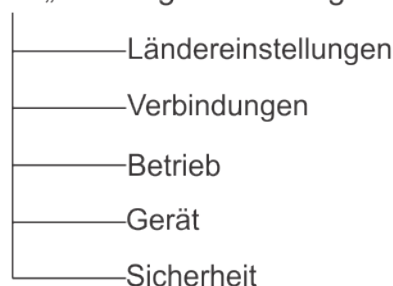 Ländereinstellungen
Verbindungen
Betrieb
Gerät
Sicherheit